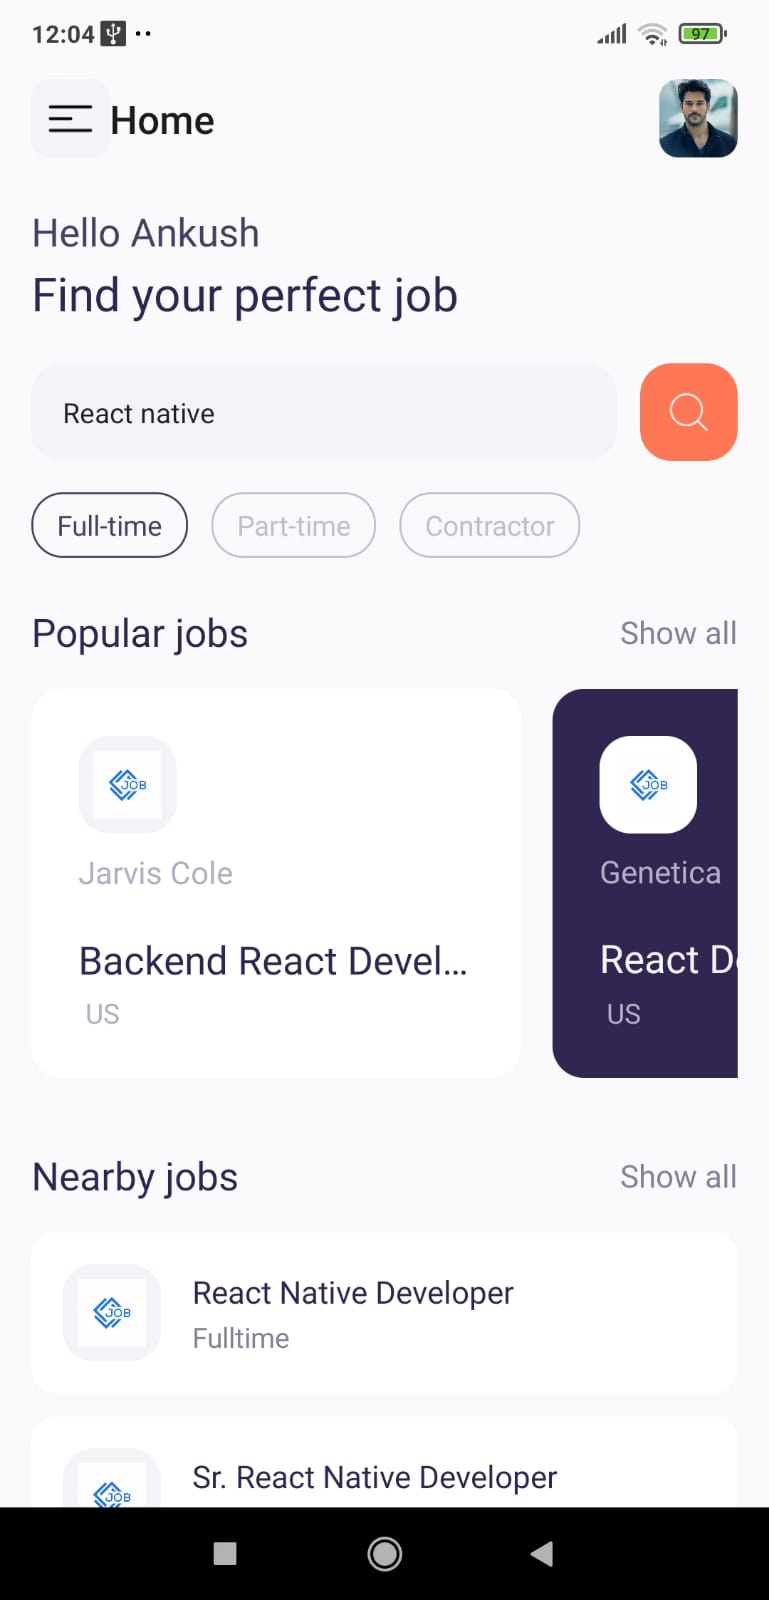 12:04
97
Home
Hello Ankush
Find your perfect job
React native
Full-time Part-time Contractor
Popular jobs Show all
JOB JOB
Jarvis Cole Genetica
Backend React Devel... React D
US US
Nearby jobs Show all
JOB
React Native Developer
Fulltime
JOB
Sr. React Native Developer